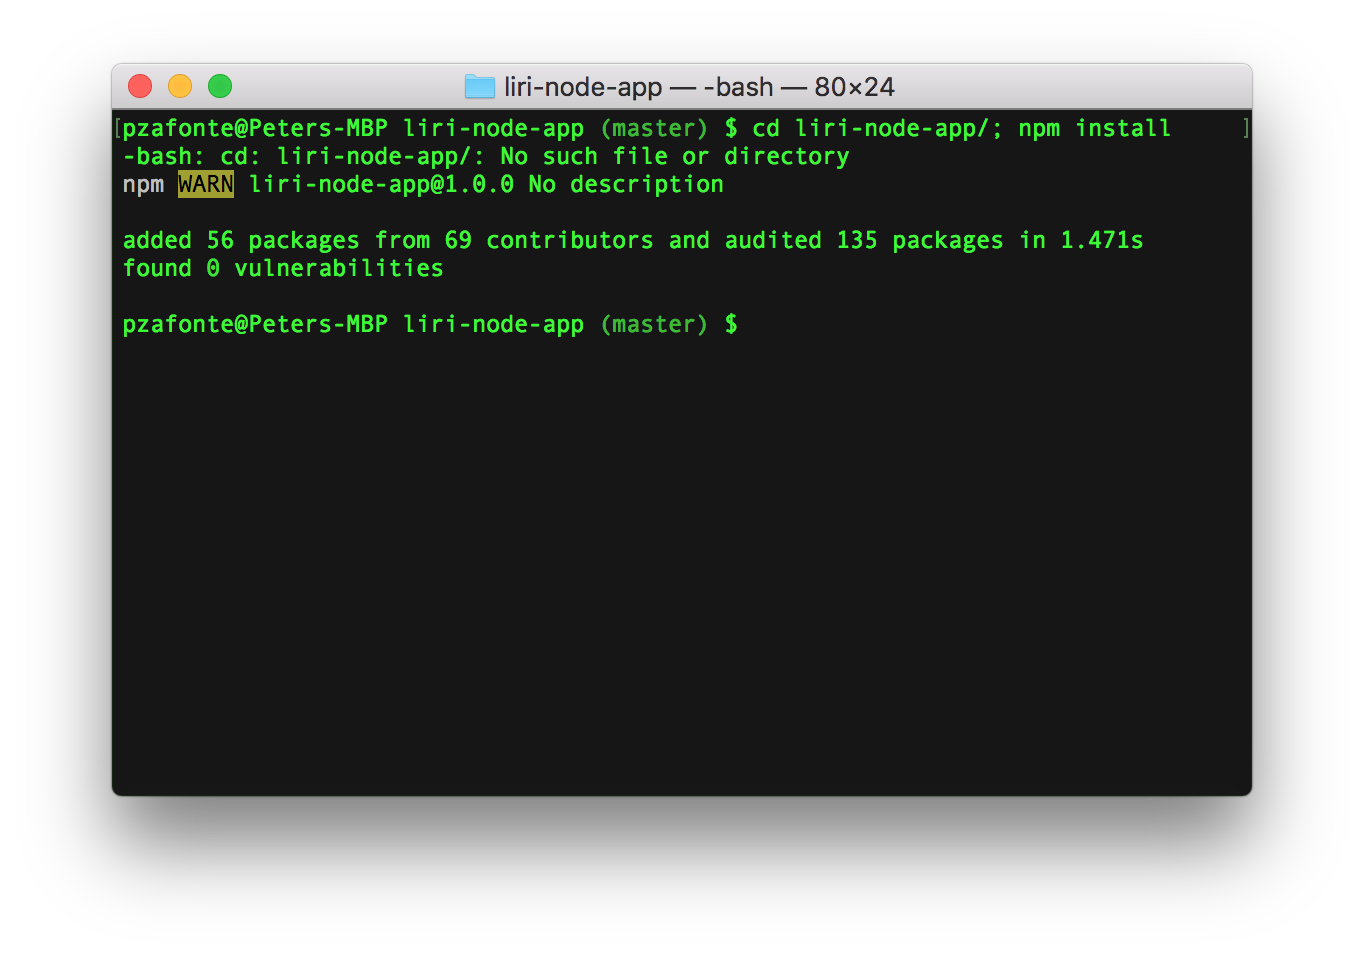 liri-node-app — -bash — 80×24
[pzafonte@Peters-MBP liri-node-app (master) $ cd liri-node-app/; npm install ]
-bash: cd: liri-node-app/: No such file or directory
npm WARN liri-node-app@1.0.0 No description
added 56 packages from 69 contributors and audited 135 packages in 1.471s
found 0 vulnerabilities
pzafonte@Peters-MBP liri-node-app (master) $